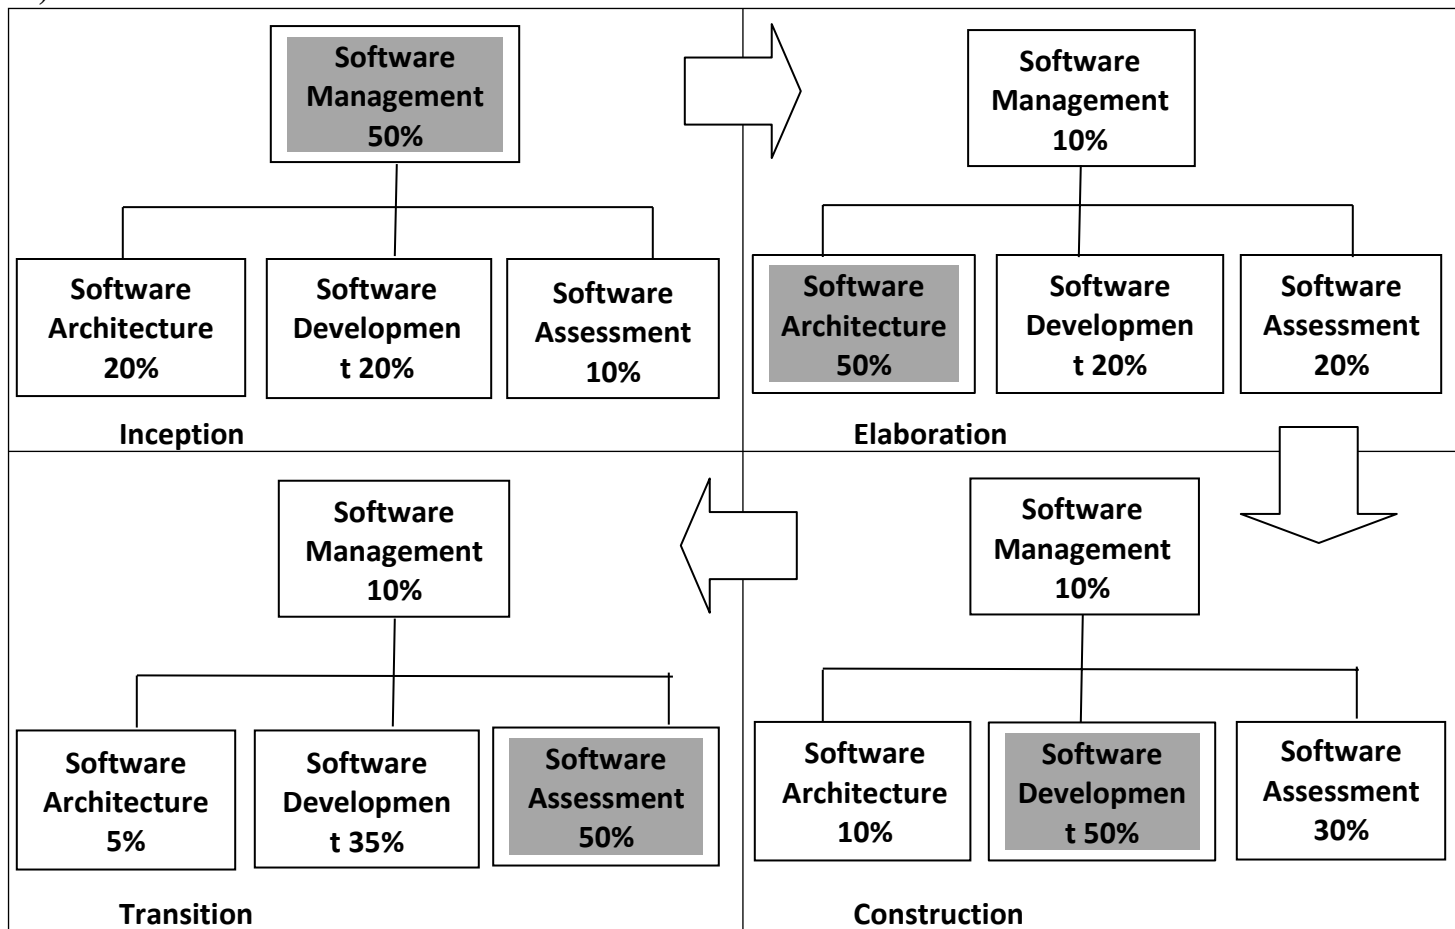 )
Software
Management
50%
Software
Architecture
20%
Software
Developmen
t 20%
Software
Assessment
10%
Inception
Software
Management
10%
Software
Architecture
50%
Software
Developmen
t 20%
Software
Assessment
20%
Elaboration
Software
Management
10%
Software
Architecture
5%
Software
Developmen
t 35%
Software
Assessment
50%
Transition
Software
Management
10%
Software
Architecture
10%
Software
Developmen
t 50%
Software
Assessment
30%
Construction